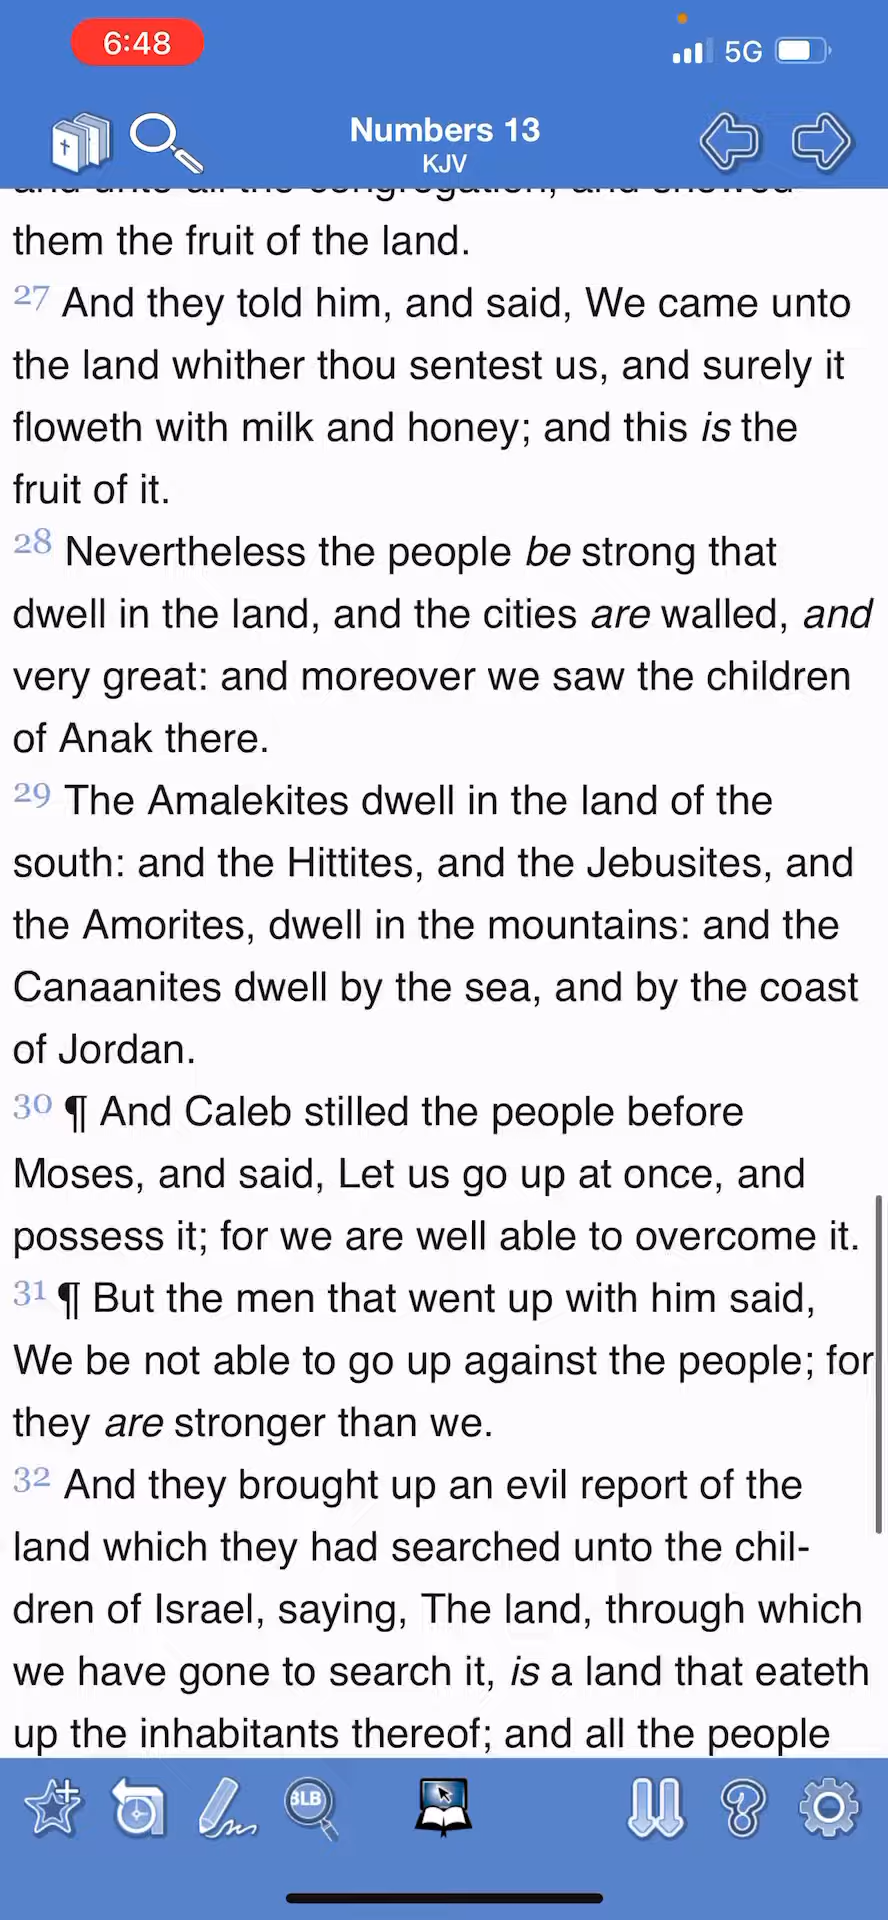 6:48
5G
Numbers 13
KJV
and unto all the congregation, and showed
them the fruit of the land.
27 And they told him, and said, We came unto
the land whither thou sentest us, and surely it
floweth with milk and honey; and this is the
fruit of it.
28 Nevertheless the people be strong that
dwell in the land, and the cities are walled, and
very great: and moreover we saw the children
of Anak there.
29 The Amalekites dwell in the land of the
south: and the Hittites, and the Jebusites, and
the Amorites, dwell in the mountains: and the
Canaanites dwell by the sea, and by the coast
of Jordan.
30 ¶ And Caleb stilled the people before
Moses, and said, Let us go up at once, and
possess it; for we are well able to overcome it.
31 ¶ But the men that went up with him said,
We be not able to go up against the people; for
they are stronger than we.
32 And they brought up an evil report of the
land which they had searched unto the chil-
dren of Israel, saying, The land, through which
we have gone to search it, is a land that eateth
up the inhabitants thereof; and all the people
BLB